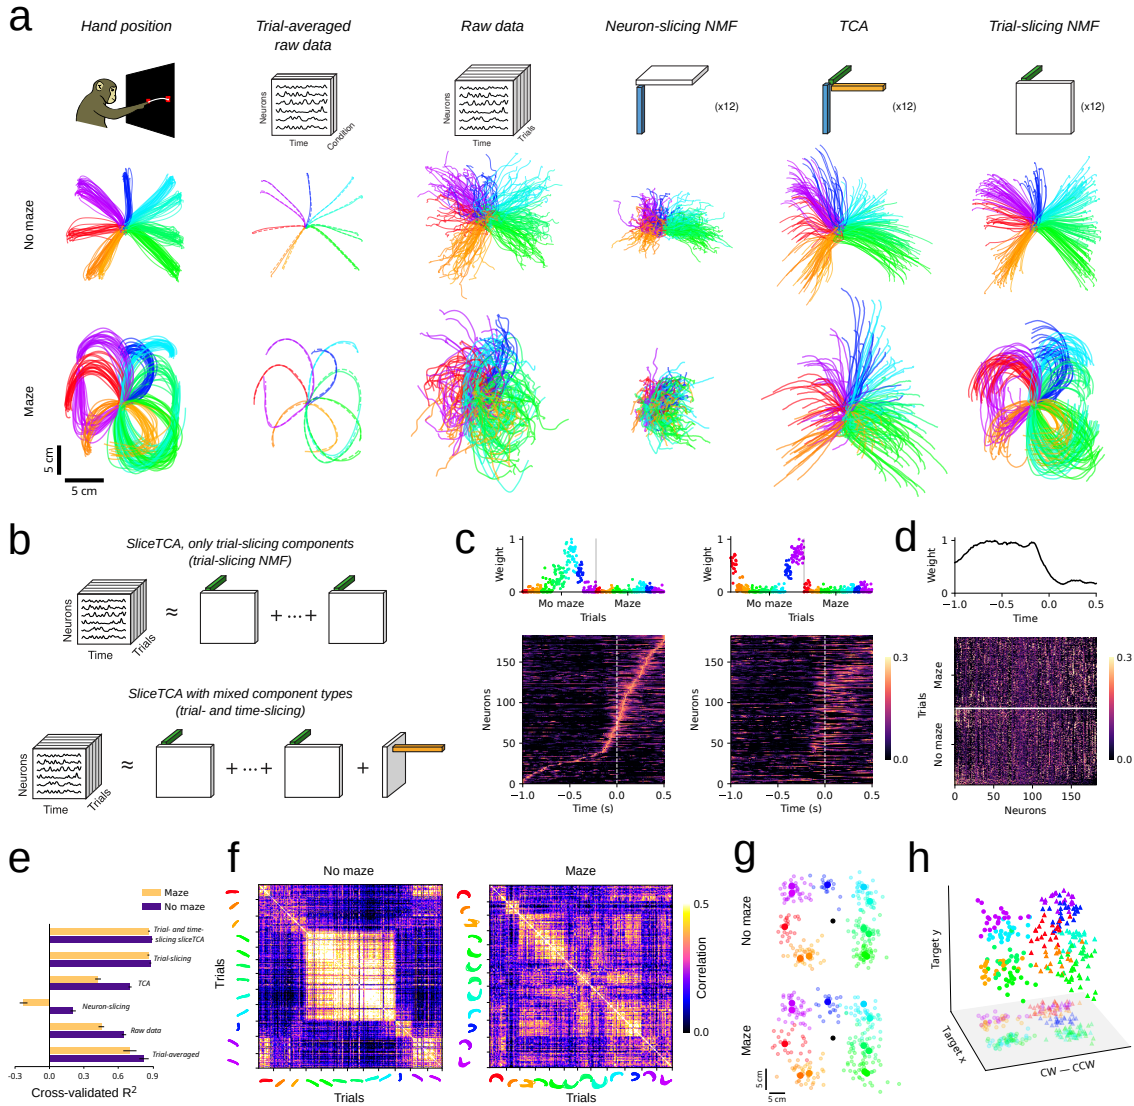 a
Hand position
Trial-averaged
raw data
Raw data
Neuron-slicing NMF
TCA
Trial-slicing NMF
Neurons
Time
Condition
Neurons
Time
Trials
(x12)
(x12)
(x12)
No maze
Maze
5 cm
5 cm
b
SliceTCA, only trial-slicing components
(trial-slicing NMF)
Neurons
Time
Trials
≈
+ ... +
SliceTCA with mixed component types
(trial- and time-slicing)
Neurons
Time
Trials
≈
+ ... +
+
c
Weight
1
0
No maze
Maze
Trials
Neurons
150
100
50
0
−1.0
−0.5
0.0
0.5
Time (s)
Weight
1
0
Mo maze
Maze
Trials
Neurons
150
100
50
0
−1.0
−0.5
0.0
0.5
Time (s)
0.3
0.0
d
Weight
1
0
−1.0
−0.5
0.0
0.5
Time
Trials
Maze
No maze
0
50
100
150
Neurons
0.3
0.0
e
Maze
No maze
Trial- and time-
slicing sliceTCA
Trial-slicing
TCA
Neuron-slicing
Raw data
Trial-averaged
-0.3
0.0
0.3
0.6
0.9
Cross-validated R²
f
No maze
Trials
Trials
Maze
Trials
Trials
0.5
Correlation
0.0
g
No maze
Maze
5 cm
5 cm
h
Target y
Target x
CW — CCW